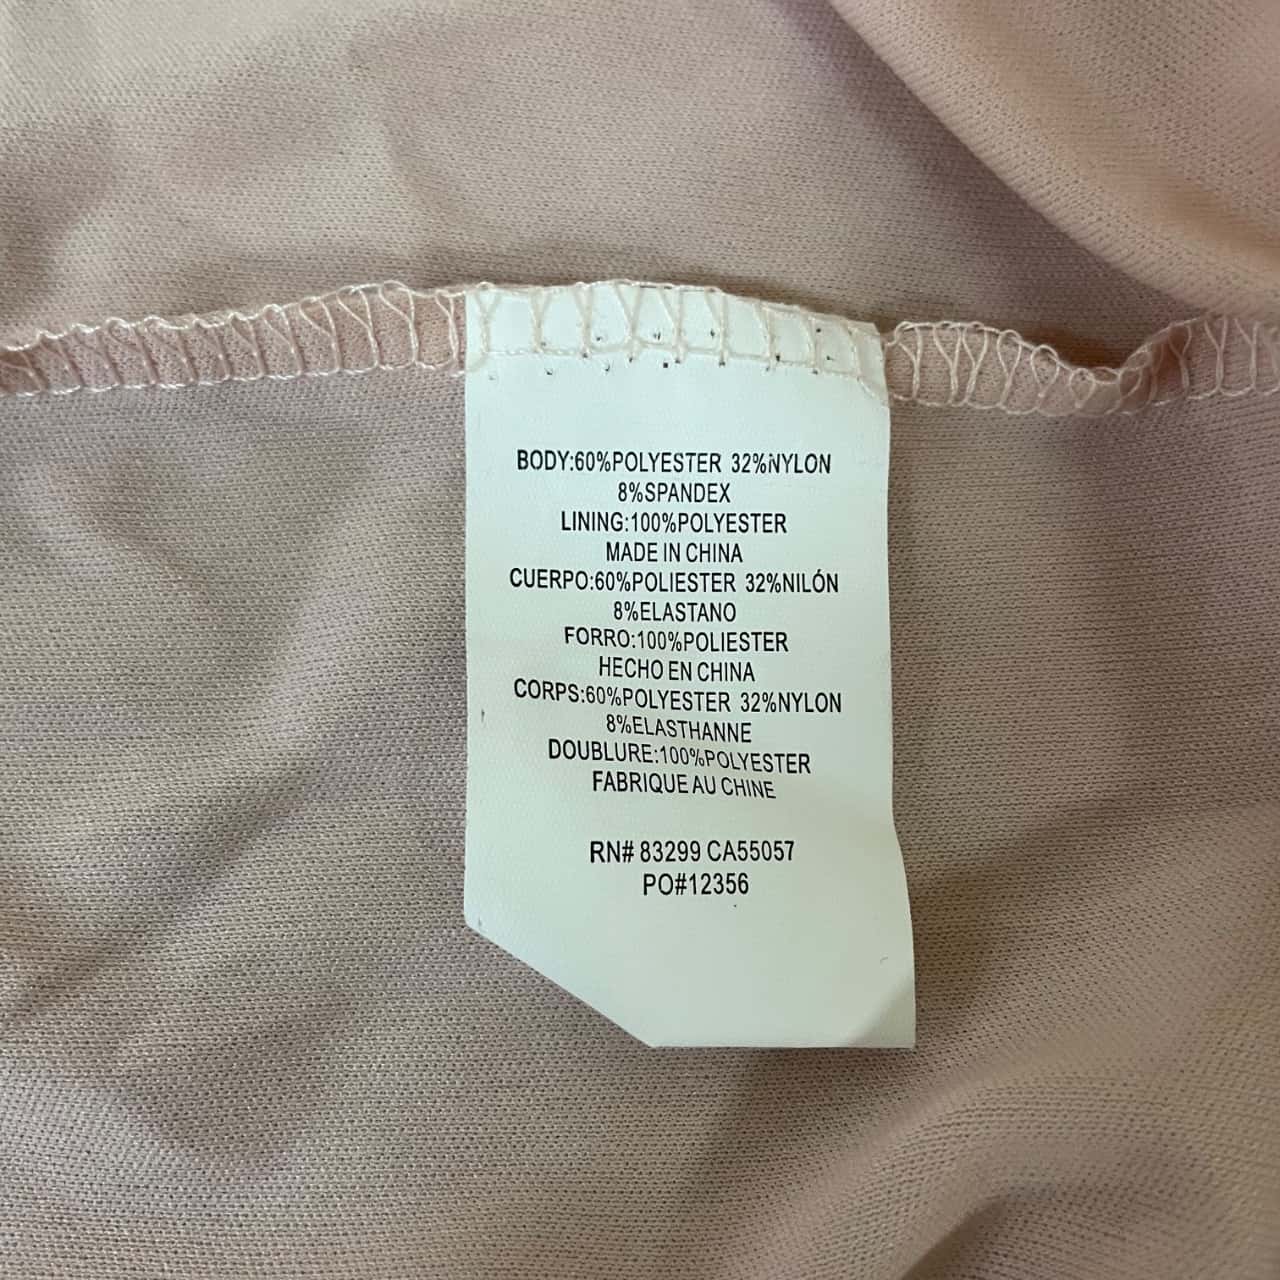 BODY:60%POLYESTER 32%NYLON
8%SPANDEX
LINING:100%POLYESTER
MADE IN CHINA
CUERPO:60%POLIESTER 32%NILÓN
8%ELASTANO
FORRO:100%POLIESTER
HECHO EN CHINA
CORPS:60%POLYESTER 32%NYLON
8%ELASTHANNE
DOUBLURE:100%POLYESTER
FABRIQUE AU CHINE
RN# 83299 CA55057
PO#12356